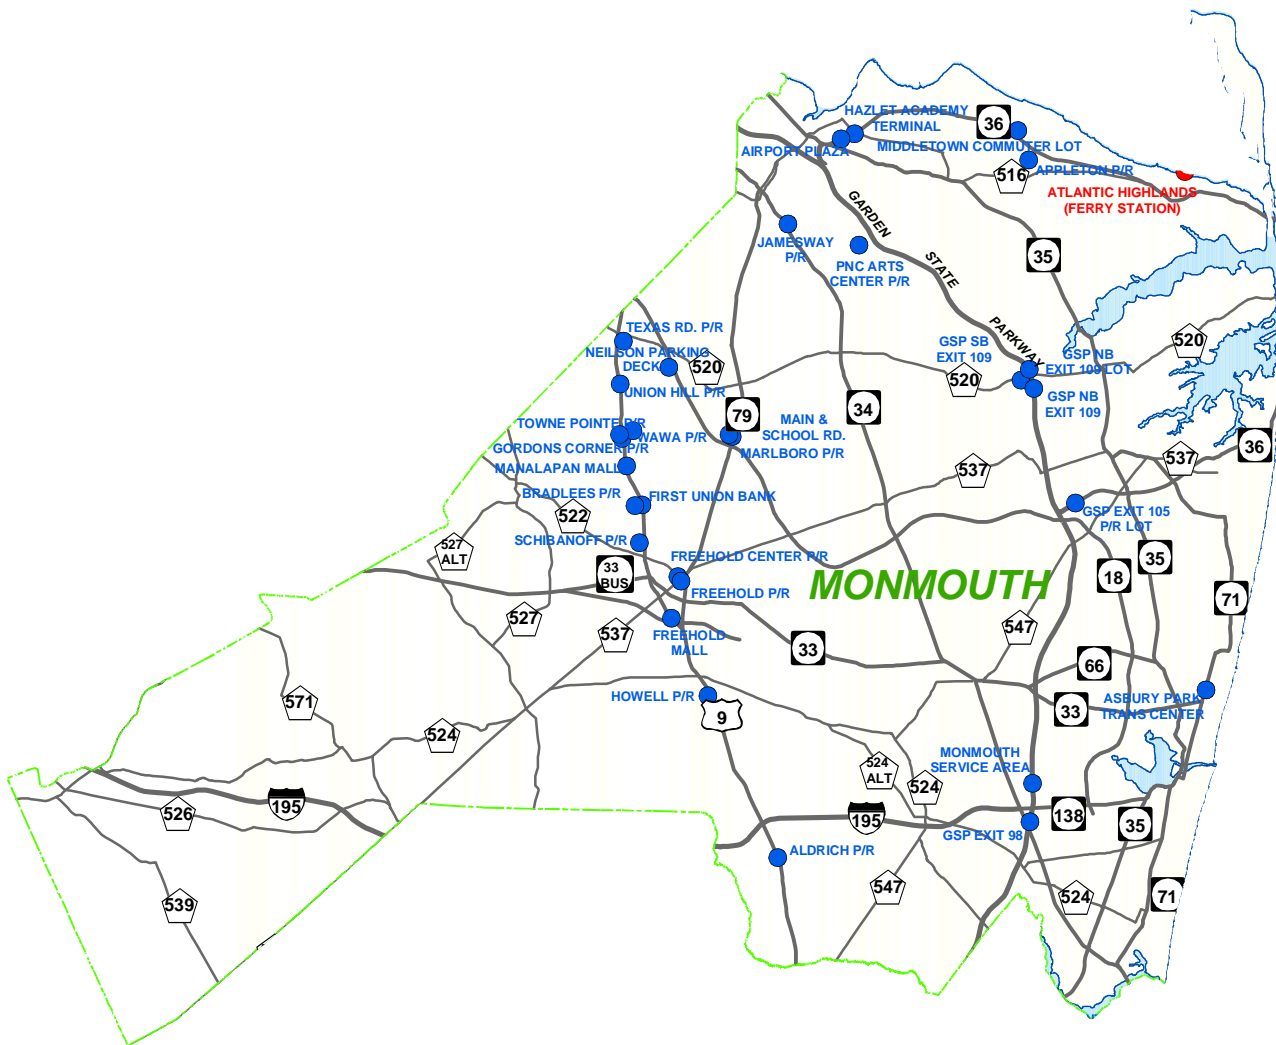 HAZLET ACADEMY
TERMINAL
36
AIRPORT PLAZA
MIDDLETOWN COMMUTER LOT
516
APPLETON P/R
ATLANTIC HIGHLANDS
(FERRY STATION)
GARDEN
STATE
PARKWAY
JAMESWAY
P/R
PNC ARTS
CENTER P/R
35
TEXAS RD. P/R
NEILSON PARKING
DECK
520
UNION HILL P/R
GSP SB
EXIT 109
520
GSP NB
EXIT 109 LOT
520
GSP NB
EXIT 109
79
34
TOWNE POINTE P/R
WAWA P/R
GORDONS CORNER P/R
MAIN &
SCHOOL RD.
MARLBORO P/R
36
MANALAPAN MALL
537
537
BRADLEES P/R
FIRST UNION BANK
522
GSP EXIT 105
P/R LOT
SCHIBANOFF P/R
527
ALT
FREEHOLD CENTER P/R
33
BUS
FREEHOLD P/R
MONMOUTH
18
35
71
527
537
FREEHOLD
MALL
547
33
66
571
HOWELL P/R
9
33
ASBURY PARK
TRANS CENTER
524
524
ALT
524
MONMOUTH
SERVICE AREA
526
195
195
138
35
GSP EXIT 98
ALDRICH P/R
547
524
71
539